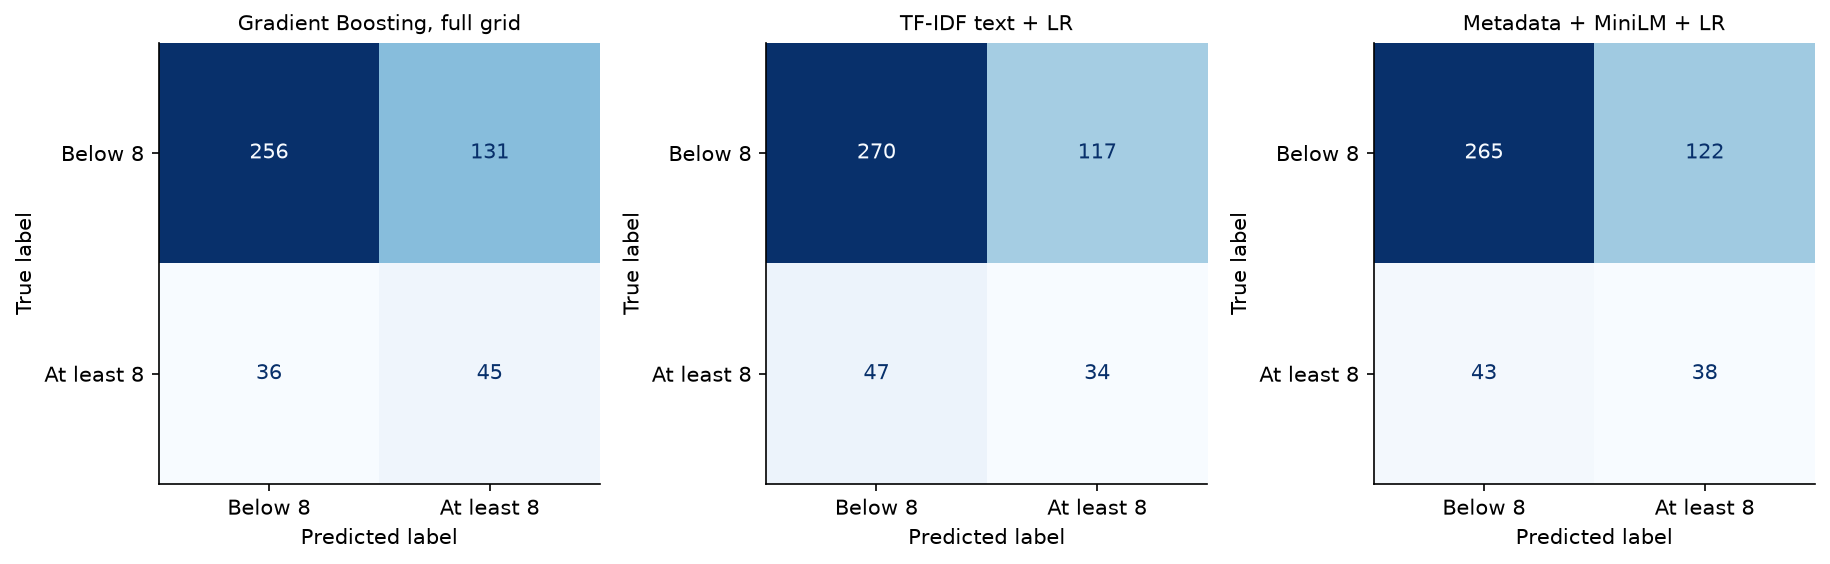 Gradient Boosting, full grid
True label
Below 8
256
131
At least 8
36
45
Below 8
At least 8
Predicted label
TF-IDF text + LR
True label
Below 8
270
117
At least 8
47
34
Below 8
At least 8
Predicted label
Metadata + MiniLM + LR
True label
Below 8
265
122
At least 8
43
38
Below 8
At least 8
Predicted label